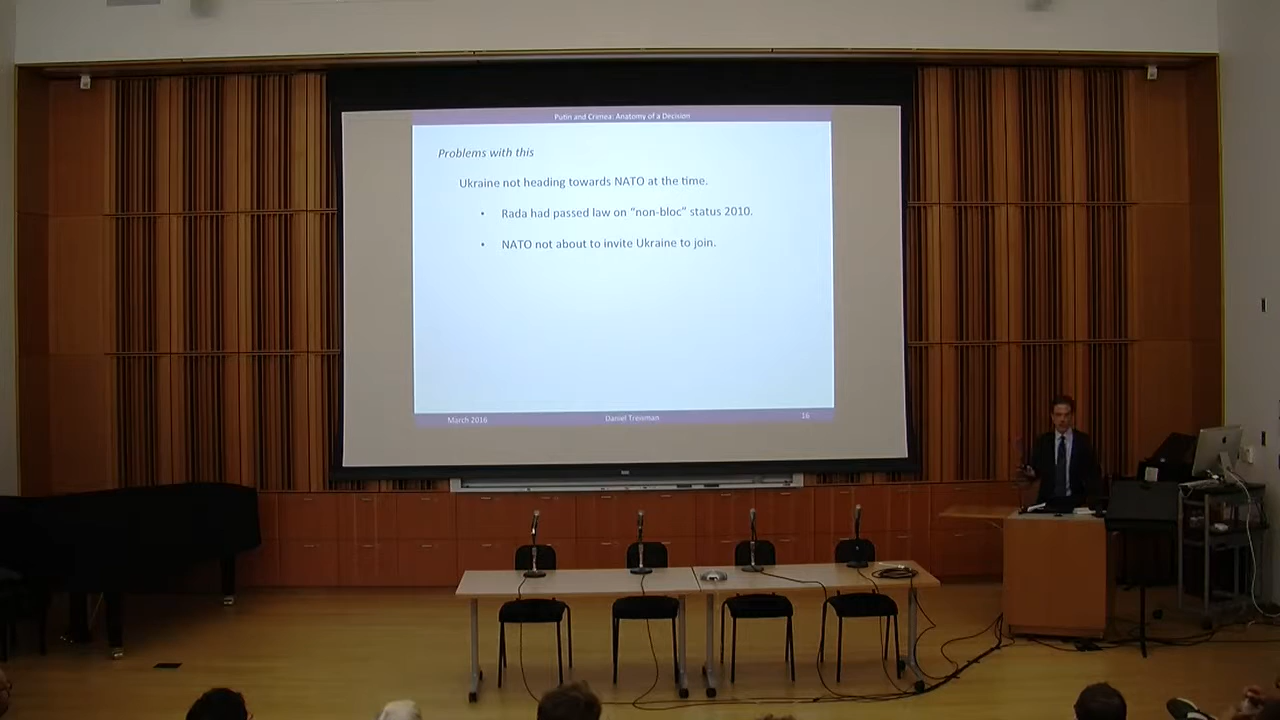 Putin and Crimea: Anatomy of a Decision
Problems with this
Ukraine not heading towards NATO at the time.
• Rada had passed law on "non-bloc" status 2010.
• NATO not about to invite Ukraine to join.
March 2016
Daniel Treisman
16